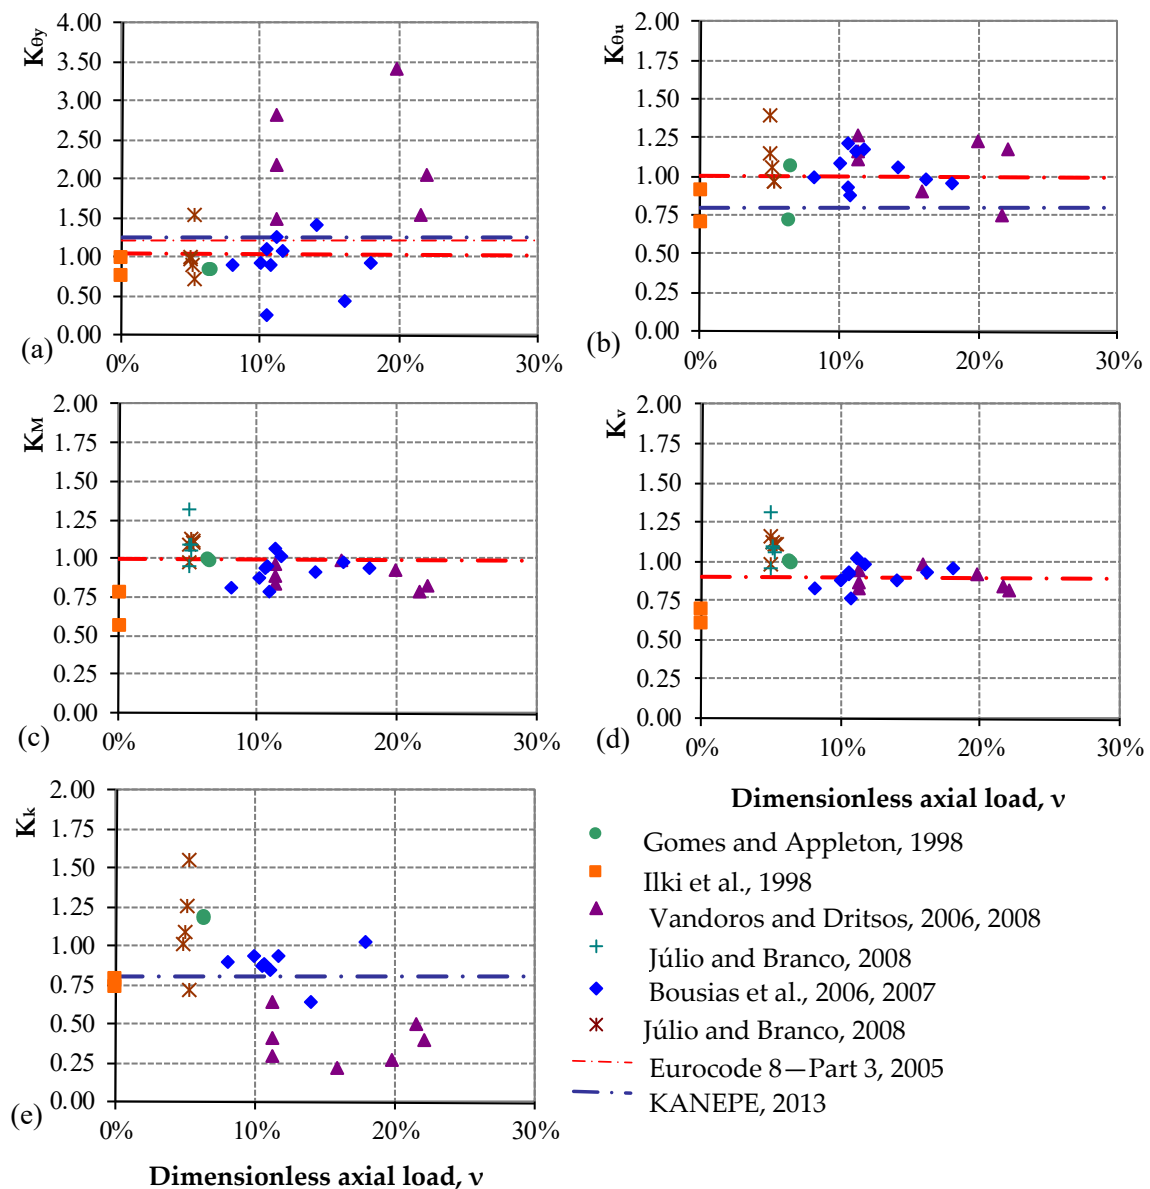 K_θy
4.00
3.50
3.00
2.50
2.00
1.50
1.00
0.50
0.00
(a)
0% 10% 20% 30%
K_θu
2.00
1.75
1.50
1.25
1.00
0.75
0.50
0.25
0.00
(b)
0% 10% 20% 30%
K_M
2.00
1.75
1.50
1.25
1.00
0.75
0.50
0.25
0.00
(c)
0% 10% 20% 30%
K_v
2.00
1.75
1.50
1.25
1.00
0.75
0.50
0.25
0.00
(d)
0% 10% 20% 30%
Dimensionless axial load, ν
K_k
2.00
1.75
1.50
1.25
1.00
0.75
0.50
0.25
0.00
(e)
0% 10% 20% 30%
Dimensionless axial load, ν
Gomes and Appleton, 1998
Ilki et al., 1998
Vandoros and Dritsos, 2006, 2008
Júlio and Branco, 2008
Bousias et al., 2006, 2007
Júlio and Branco, 2008
Eurocode 8—Part 3, 2005
KANEPE, 2013